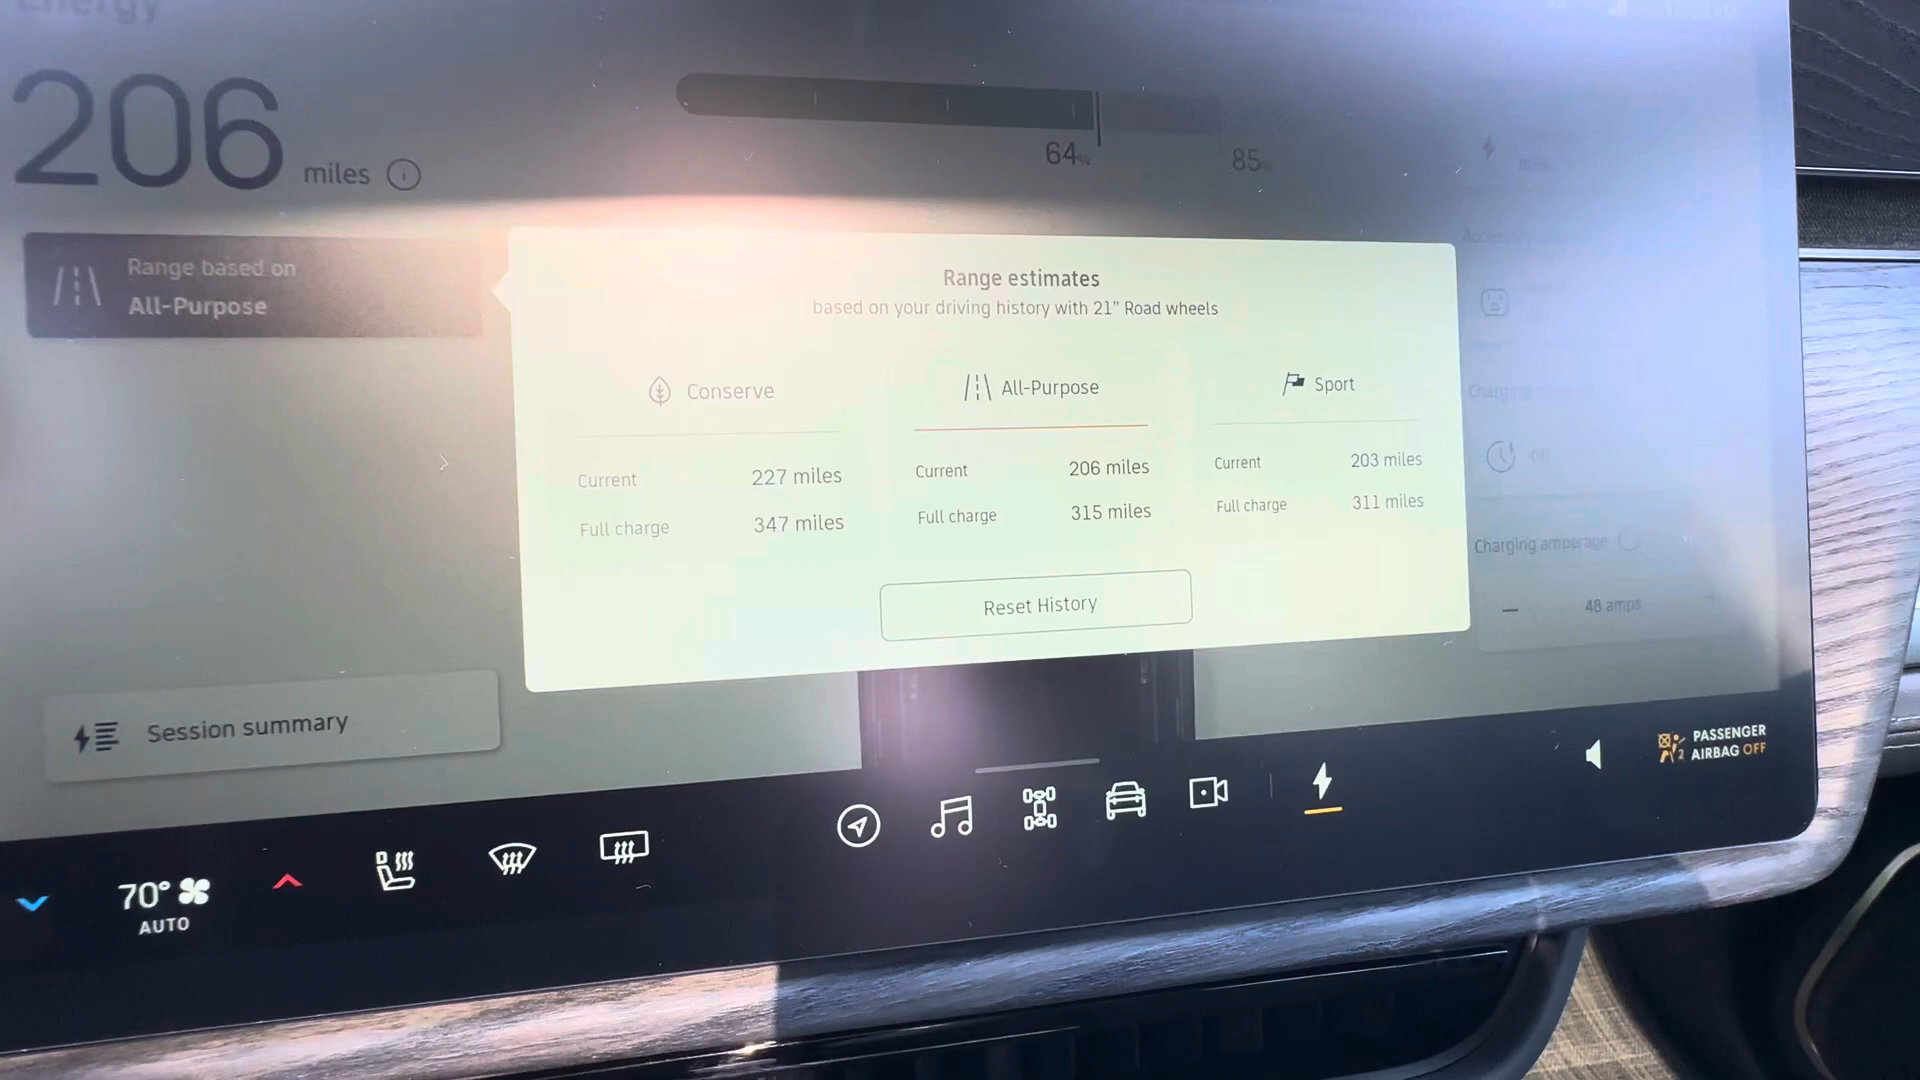 Energy
206 miles
64%
85%
Range based on
All-Purpose
Range estimates
based on your driving history with 21” Road wheels
Conserve
Current 227 miles
Full charge 347 miles
All-Purpose
Current 206 miles
Full charge 315 miles
Sport
Current 203 miles
Full charge 311 miles
Reset History
Charging
Off
Charging amperage
48 amps
Session summary
PASSENGER
AIRBAG OFF
70°
AUTO